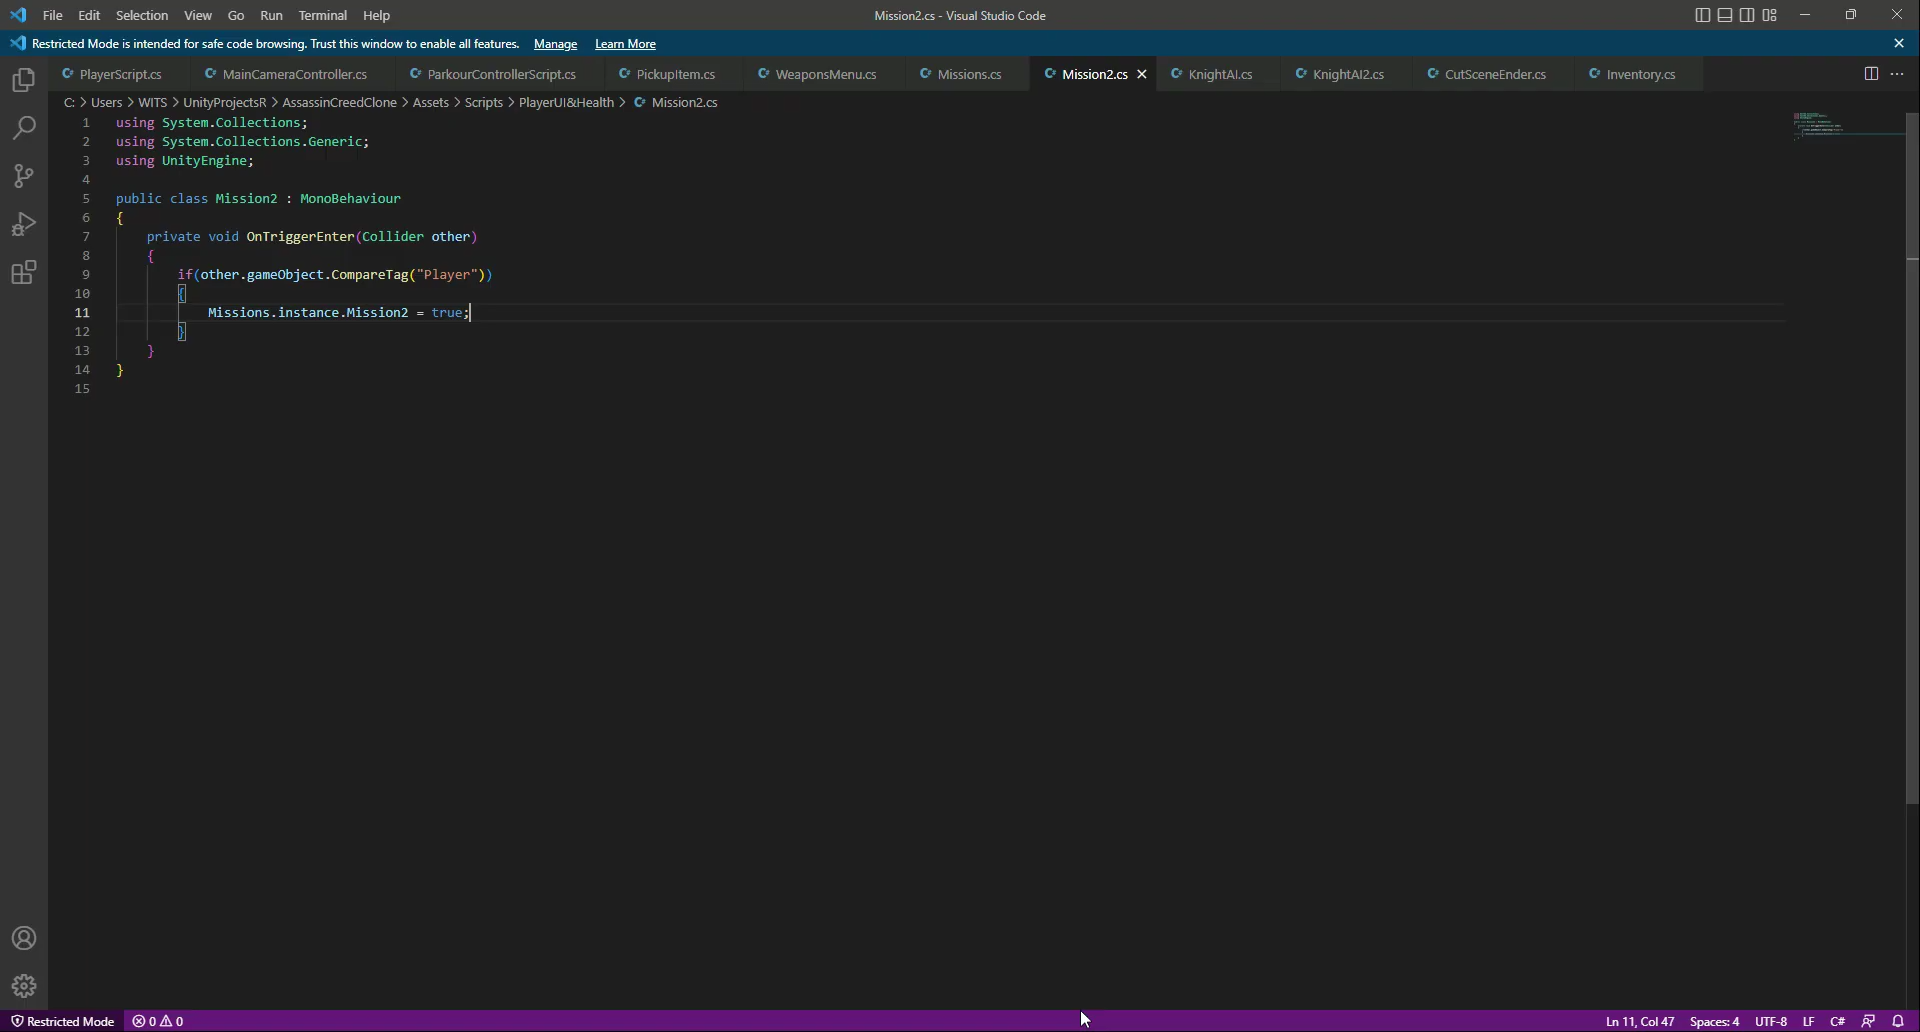 File Edit Selection View Go Run Terminal Help Mission2.cs - Visual Studio Code
Restricted Mode is intended for safe code browsing. Trust this window to enable all features. Manage Learn More
PlayerScript.cs MainCameraController.cs ParkourControllerScript.cs PickupItem.cs WeaponsMenu.cs Missions.cs Mission2.cs KnightAI.cs KnightAI2.cs CutSceneEnder.cs Inventory.cs
C: > Users > WITS > UnityProjectsR > AssassinCreedClone > Assets > Scripts > PlayerUI&Health > Mission2.cs
1 using System.Collections;
2 using System.Collections.Generic;
3 using UnityEngine;
4
5 public class Mission2 : MonoBehaviour
6 {
7 private void OnTriggerEnter(Collider other)
8 {
9 if(other.gameObject.CompareTag("Player"))
10 {
11 Missions.instance.Mission2 = true;
12 }
13 }
14 }
15
Restricted Mode 0 0 Ln 11, Col 47 Spaces: 4 UTF-8 LF C#